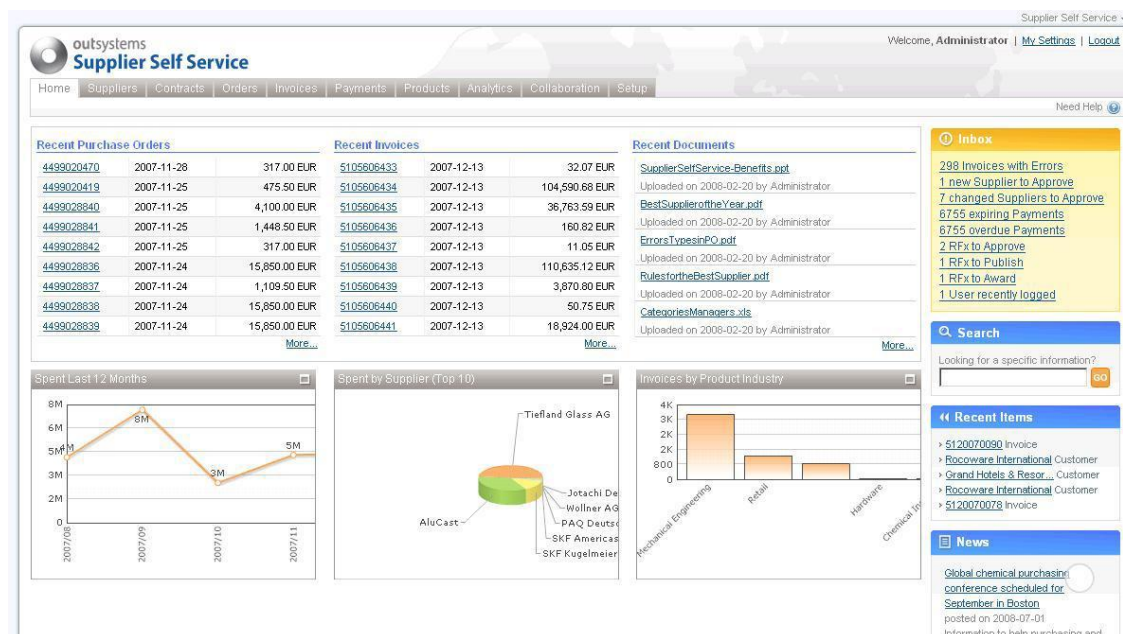 Supplier Self Service
outsystems
Supplier Self Service
Welcome, Administrator | My Settings | Logout
Home Suppliers Contracts Orders Invoices Payments Products Analytics Collaboration Setup
Need Help
Recent Purchase Orders
4499020470 2007-11-28 317.00 EUR
4499020419 2007-11-25 475.50 EUR
4499028840 2007-11-25 4,100.00 EUR
4499028841 2007-11-25 1,448.50 EUR
4499028842 2007-11-25 317.00 EUR
4499028836 2007-11-24 15,850.00 EUR
4499028837 2007-11-24 1,109.50 EUR
4499028838 2007-11-24 15,850.00 EUR
4499028839 2007-11-24 15,850.00 EUR
More...
Recent Invoices
5105606433 2007-12-13 32.07 EUR
5105606434 2007-12-13 104,590.68 EUR
5105606435 2007-12-13 36,763.59 EUR
5105606436 2007-12-13 160.82 EUR
5105606437 2007-12-13 11.05 EUR
5105606438 2007-12-13 110,635.12 EUR
5105606439 2007-12-13 3,870.80 EUR
5105606440 2007-12-13 50.75 EUR
5105606441 2007-12-13 18,924.00 EUR
More...
Recent Documents
SupplierSelfService-Benefits.ppt
Uploaded on 2008-02-20 by Administrator
BestSupplieroftheYear.pdf
Uploaded on 2008-02-20 by Administrator
ErrorsTypesinPO.pdf
Uploaded on 2008-02-20 by Administrator
RulesfortheBestSupplier.pdf
Uploaded on 2008-02-20 by Administrator
CategoriesManagers.xls
Uploaded on 2008-02-20 by Administrator
More...
Inbox
298 Invoices with Errors
1 new Supplier to Approve
7 changed Suppliers to Approve
6755 expiring Payments
6755 overdue Payments
2 RFx to Approve
1 RFx to Publish
1 RFx to Award
1 User recently logged
Search
Looking for a specific information?
GO
Recent Items
5120070090 Invoice
Rocoware International Customer
Grand Hotels & Resor... Customer
Rocoware International Customer
5120070078 Invoice
News
Global chemical purchasing
conference scheduled for
September in Boston
posted on 2008-07-01
Information to help purchasing and
Spent Last 12 Months
8M
6M
5M
3M
2M
0
4M
8M
3M
5M
2007/08
2007/09
2007/10
2007/11
Spent by Supplier (Top 10)
Tiefland Glass AG
Jotachi De
Wollner AG
PAQ Deutsc
SKF Americas
SKF Kugelmeier
AluCast
Invoices by Product Industry
4K
3K
2K
2K
800
0
Mechanical Engineering
Retail
Hardware
Chemical In